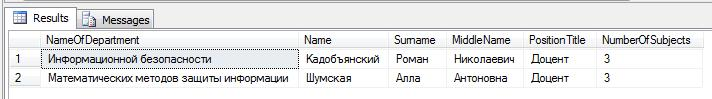 Results Messages
NameOfDepartment Name Surname MiddleName PositionTitle NumberOfSubjects
1 Информационной безопасности Кадобъянский Роман Николаевич Доцент 3
2 Математических методов защиты информации Шумская Алла Антоновна Доцент 3